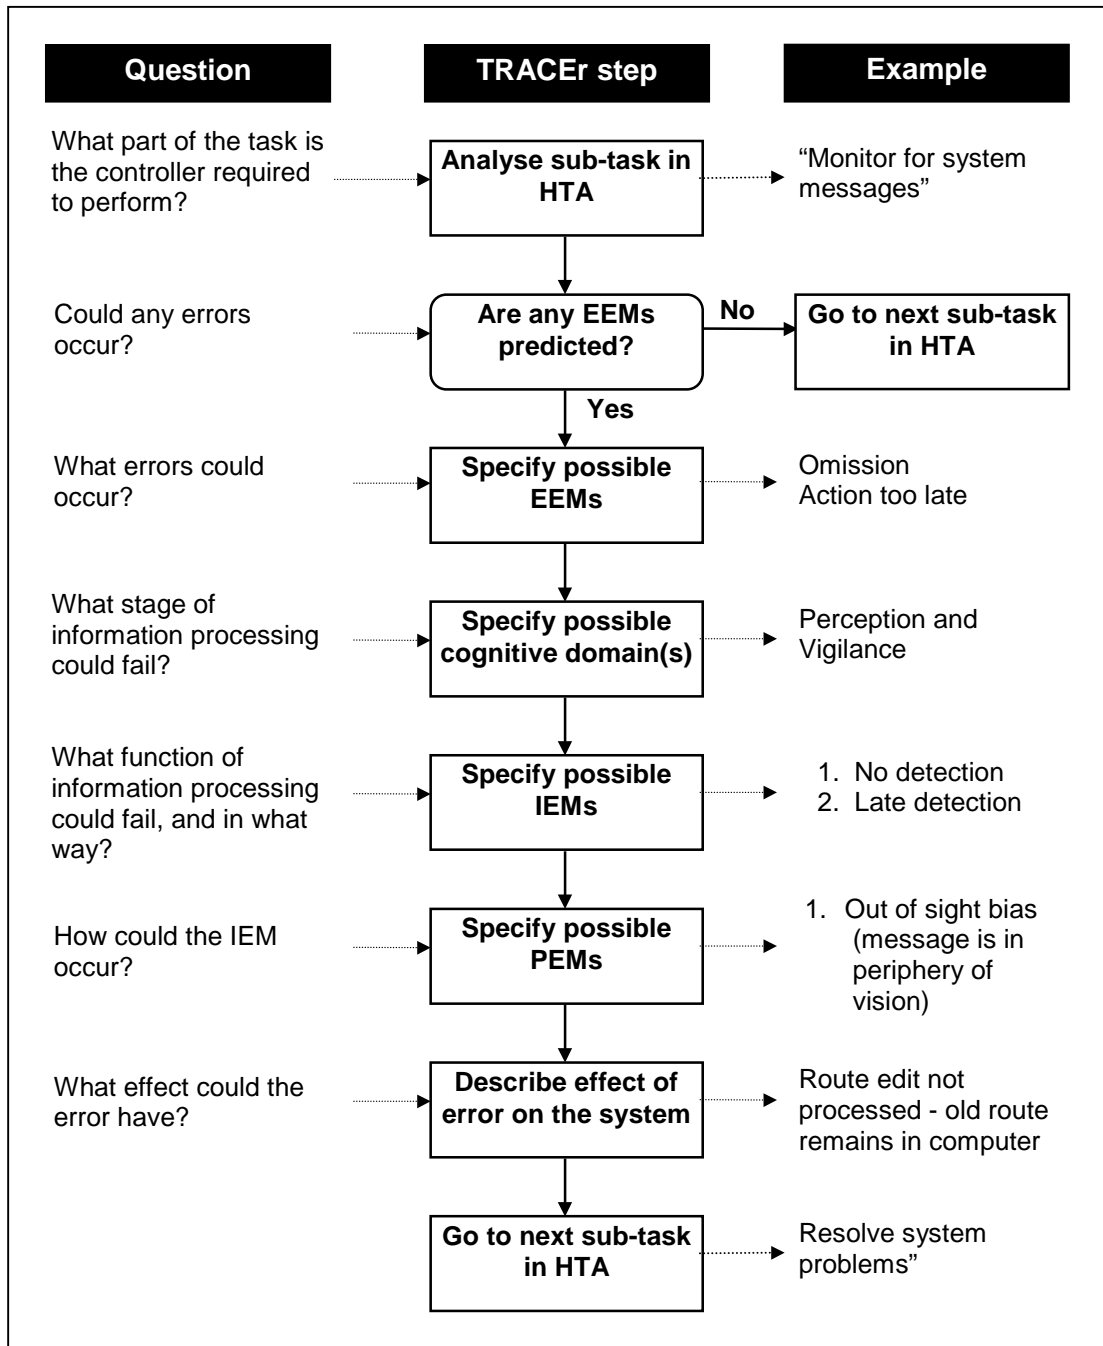 Question
TRACEr step
Example
What part of the task is
the controller required
to perform?
Analyse sub-task in
HTA
“Monitor for system
messages”
Could any errors
occur?
Are any EEMs
predicted?
No
Go to next sub-task
in HTA
Yes
What errors could
occur?
Specify possible
EEMs
Omission
Action too late
What stage of
information processing
could fail?
Specify possible
cognitive domain(s)
Perception and
Vigilance
What function of
information processing
could fail, and in what
way?
Specify possible
IEMs
1. No detection
2. Late detection
How could the IEM
occur?
Specify possible
PEMs
1. Out of sight bias
(message is in
periphery of
vision)
What effect could the
error have?
Describe effect of
error on the system
Route edit not
processed - old route
remains in computer
Go to next sub-task
in HTA
Resolve system
problems”